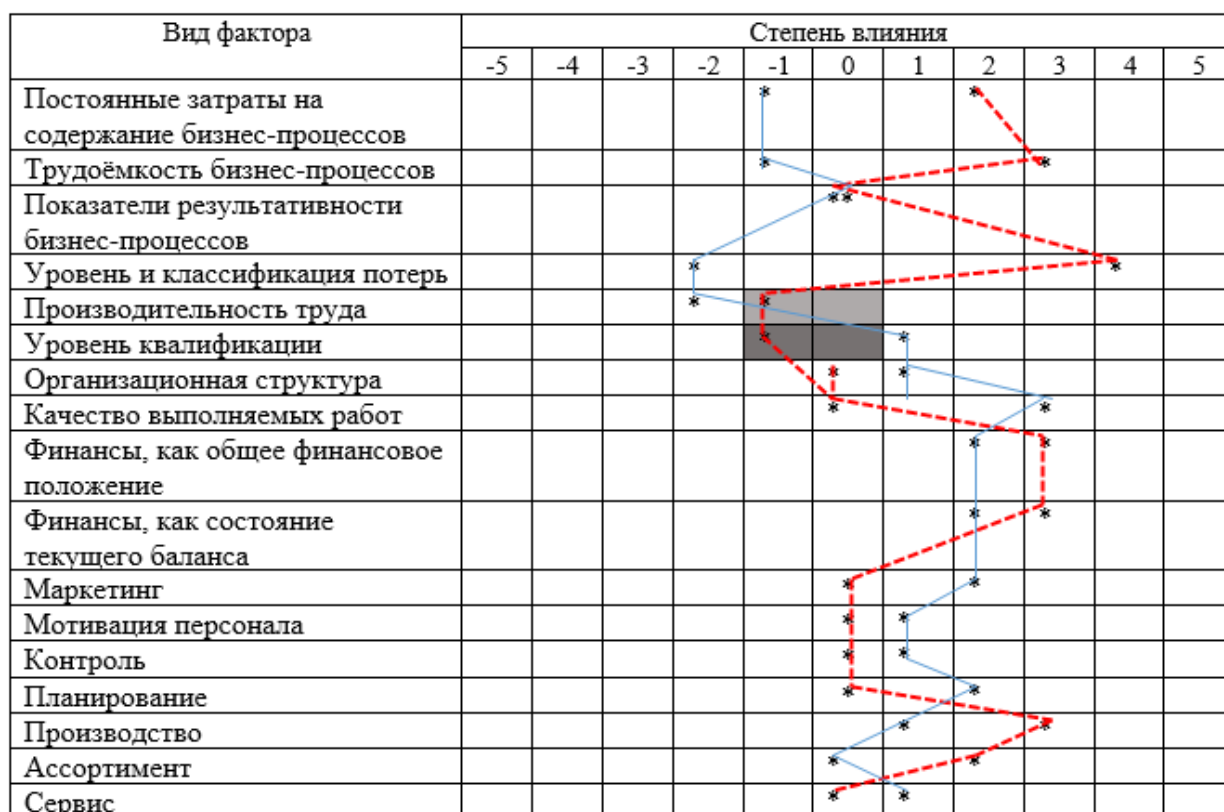 Вид фактора
Степень влияния
-5 -4 -3 -2 -1 0 1 2 3 4 5
Постоянные затраты на
содержание бизнес-процессов
* *
Трудоёмкость бизнес-процессов
* *
Показатели результативности
бизнес-процессов
* *
Уровень и классификация потерь
* *
Производительность труда
* *
Уровень квалификации
* *
Организационная структура
* *
Качество выполняемых работ
* *
Финансы, как общее финансовое
положение
* *
Финансы, как состояние
текущего баланса
* *
Маркетинг
* *
Мотивация персонала
* *
Контроль
* *
Планирование
* *
Производство
* *
Ассортимент
* *
Сервис
* *